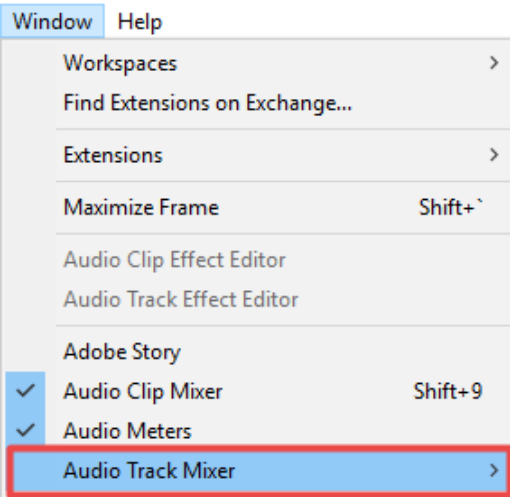 Window Help
Workspaces >
Find Extensions on Exchange...
Extensions >
Maximize Frame Shift+`
Audio Clip Effect Editor
Audio Track Effect Editor
Adobe Story
Audio Clip Mixer Shift+9
Audio Meters
Audio Track Mixer >